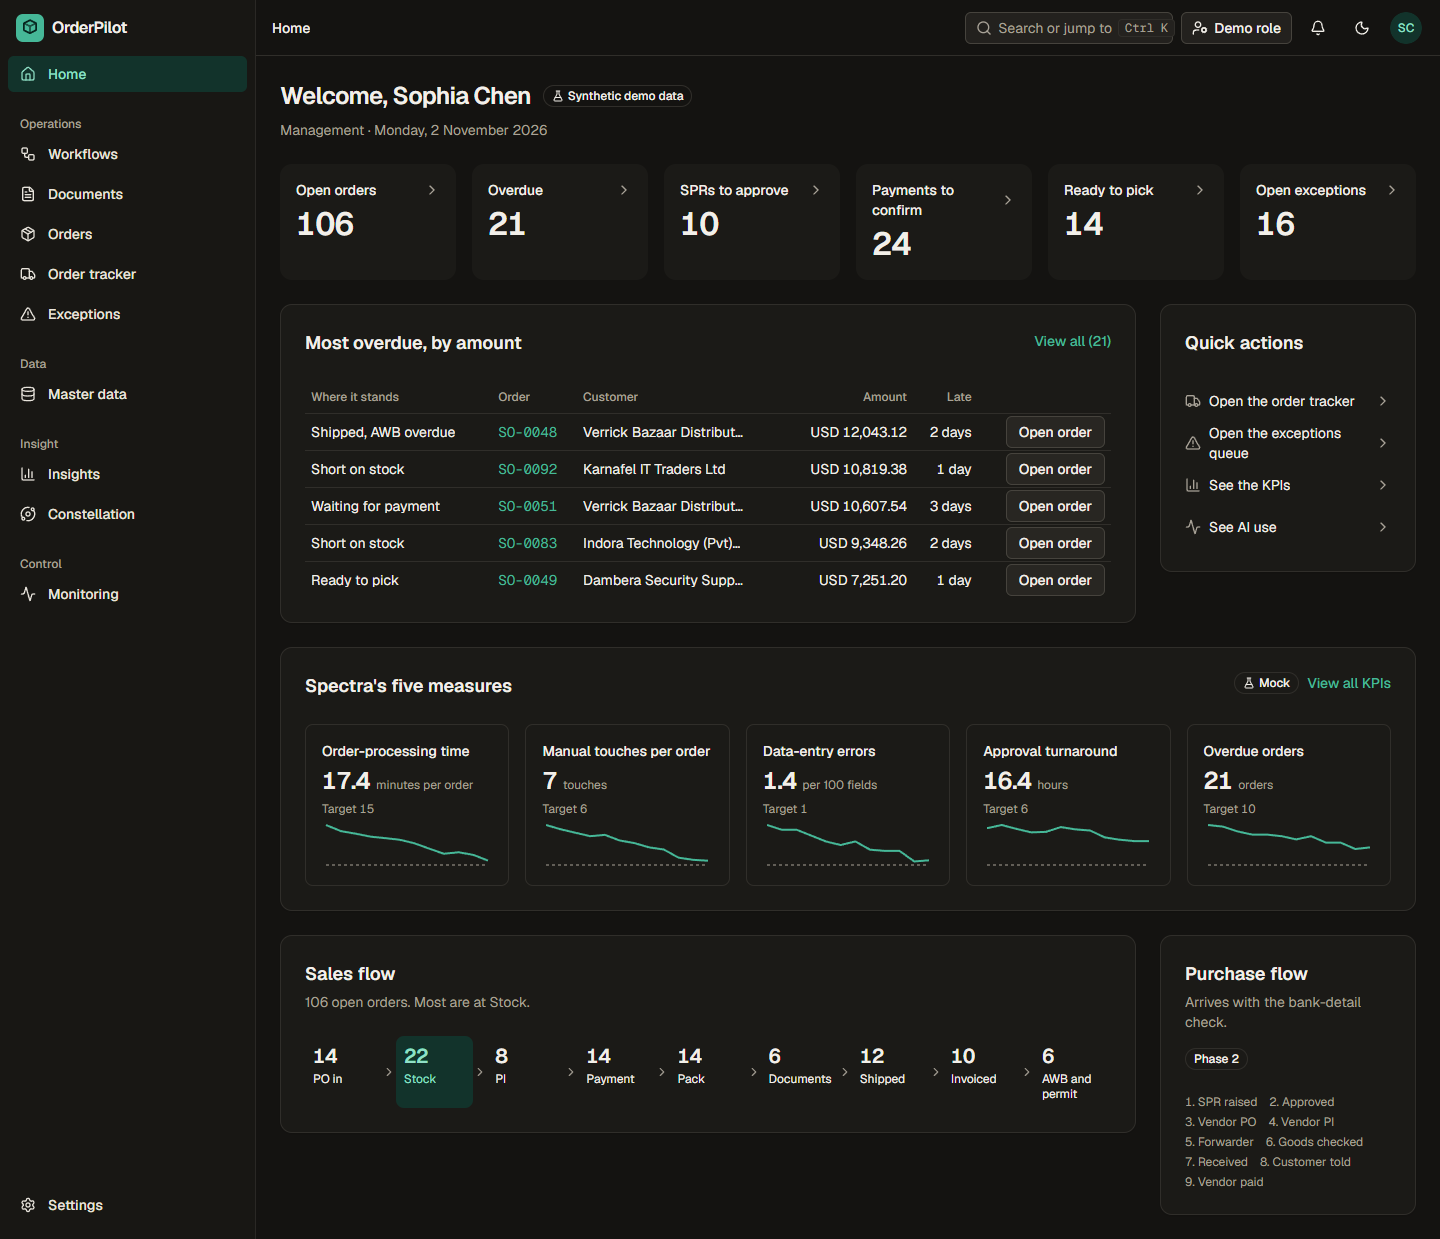 OrderPilot
Home
Operations
Workflows
Documents
Orders
Order tracker
Exceptions
Data
Master data
Insight
Insights
Constellation
Control
Monitoring
Settings
Home
Search or jump to
Ctrl K
Demo role
SC
Welcome, Sophia Chen
Synthetic demo data
Management · Monday, 2 November 2026
Open orders
106
Overdue
21
SPRs to approve
10
Payments to
confirm
24
Ready to pick
14
Open exceptions
16
Most overdue, by amount
View all (21)
Where it stands Order Customer Amount Late
Shipped, AWB overdue SO-0048 Verrick Bazaar Distribut... USD 12,043.12 2 days Open order
Short on stock SO-0092 Karnafel IT Traders Ltd USD 10,819.38 1 day Open order
Waiting for payment SO-0051 Verrick Bazaar Distribut... USD 10,607.54 3 days Open order
Short on stock SO-0083 Indora Technology (Pvt)... USD 9,348.26 2 days Open order
Ready to pick SO-0049 Dambera Security Supp... USD 7,251.20 1 day Open order
Quick actions
Open the order tracker
Open the exceptions
queue
See the KPIs
See AI use
Spectra's five measures
Mock
View all KPIs
Order-processing time
17.4 minutes per order
Target 15
Manual touches per order
7 touches
Target 6
Data-entry errors
1.4 per 100 fields
Target 1
Approval turnaround
16.4 hours
Target 6
Overdue orders
21 orders
Target 10
Sales flow
106 open orders. Most are at Stock.
14
PO in
22
Stock
8
PI
14
Payment
14
Pack
6
Documents
12
Shipped
10
Invoiced
6
AWB and
permit
Purchase flow
Arrives with the bank-detail
check.
Phase 2
1. SPR raised 2. Approved
3. Vendor PO 4. Vendor PI
5. Forwarder 6. Goods checked
7. Received 8. Customer told
9. Vendor paid